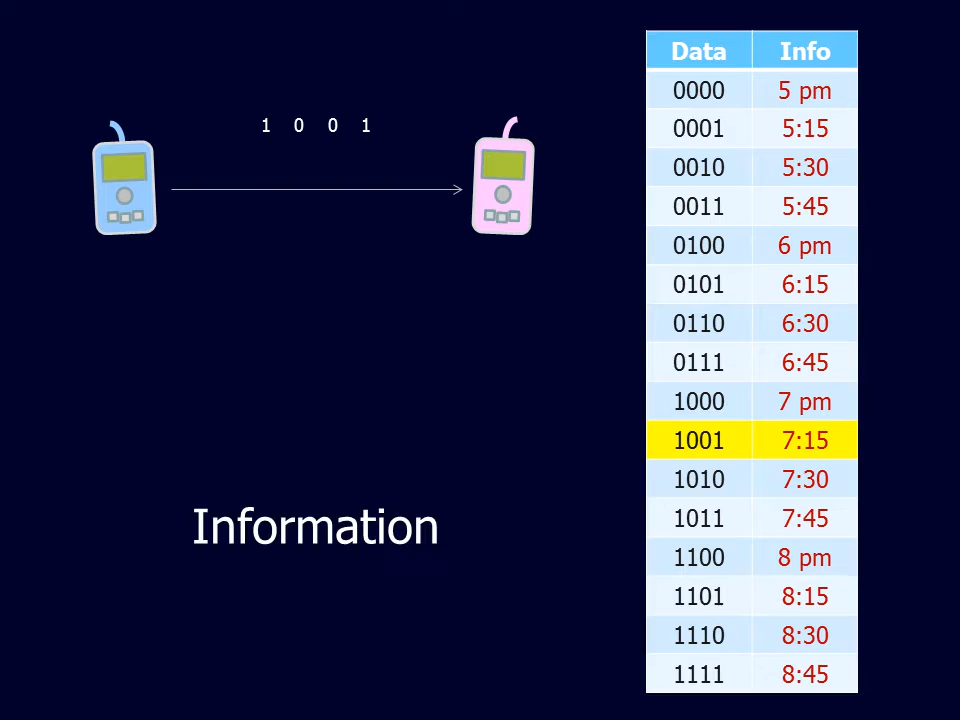 1 0 0 1
Information
Data Info
0000 5 pm
0001 5:15
0010 5:30
0011 5:45
0100 6 pm
0101 6:15
0110 6:30
0111 6:45
1000 7 pm
1001 7:15
1010 7:30
1011 7:45
1100 8 pm
1101 8:15
1110 8:30
1111 8:45